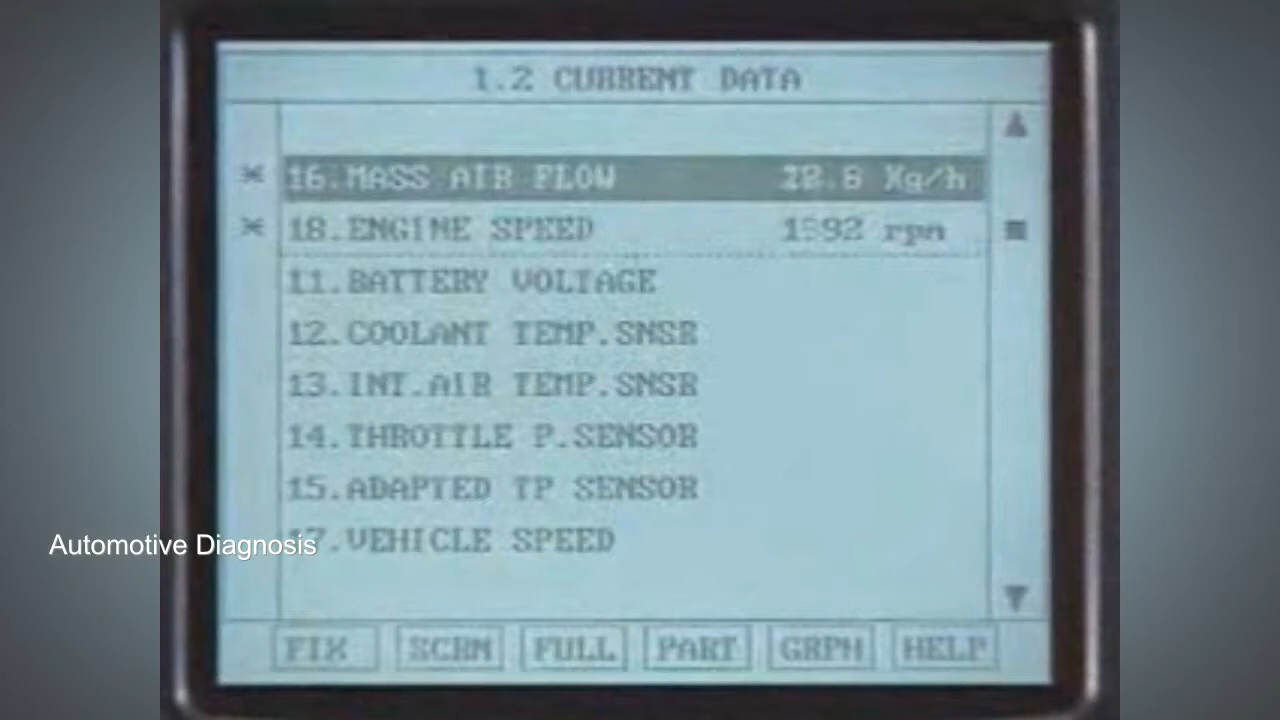 1.2 CURRENT DATA
* 16.MASS AIR FLOW Kg/h
* 18.ENGINE SPEED rpm
11.BATTERY VOLTAGE
12.COOLANT TEMP.SNSR
13.INT.AIR TEMP.SNSR
14.THROTTLE P.SENSOR
15.ADAPTED TP SENSOR
17.VEHICLE SPEED
Automotive Diagnosis
FIX SCRN FULL PART GRPH HELP